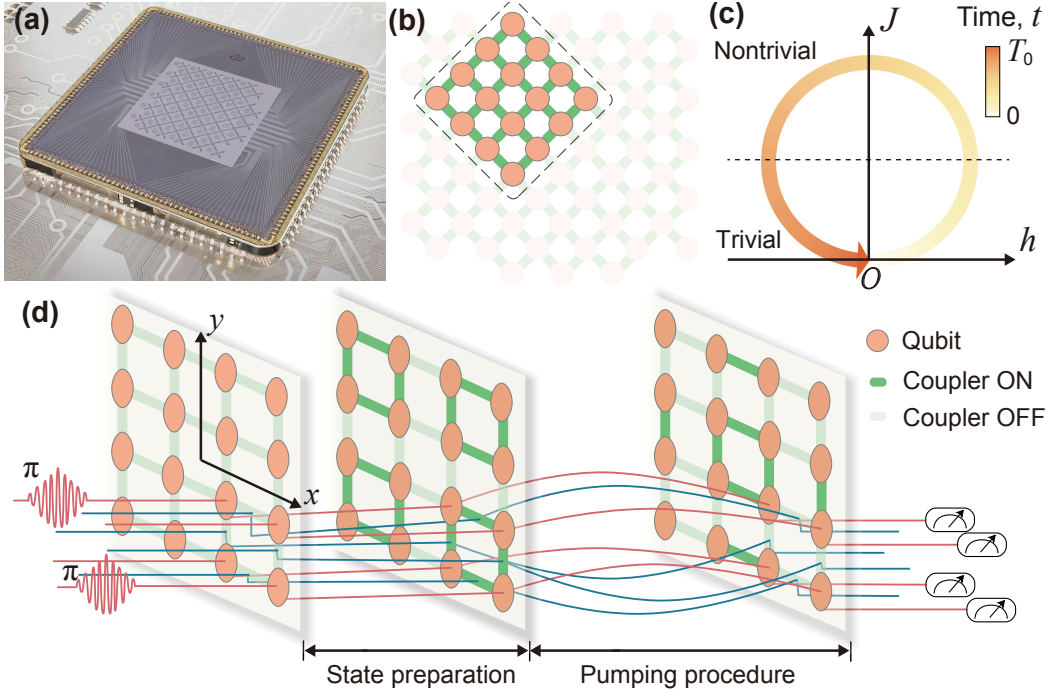 (a)
(b)
(c)
J
Time, t
Nontrivial
T₀
0
Trivial
O
h
(d)
y
x
π
π
Qubit
Coupler ON
Coupler OFF
State preparation
Pumping procedure